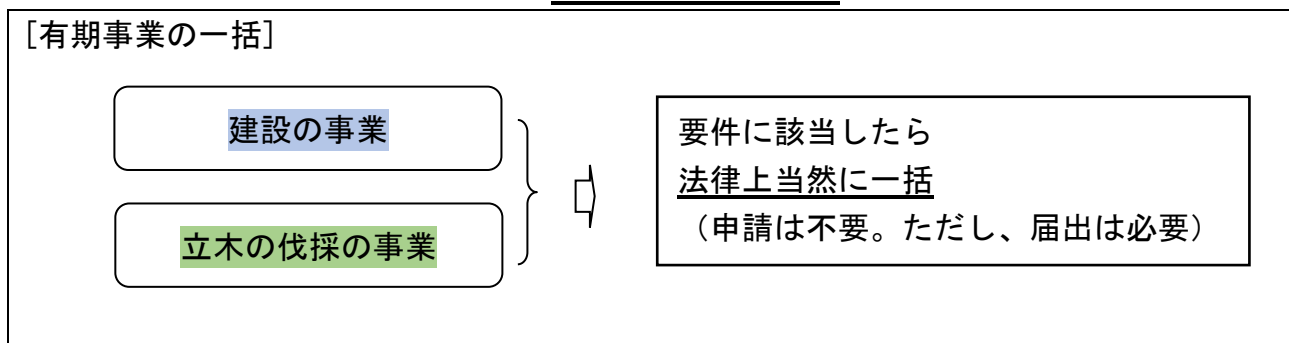 ［有期事業の一括］
建設の事業
立木の伐採の事業
要件に該当したら
法律上当然に一括
（申請は不要。ただし、届出は必要）